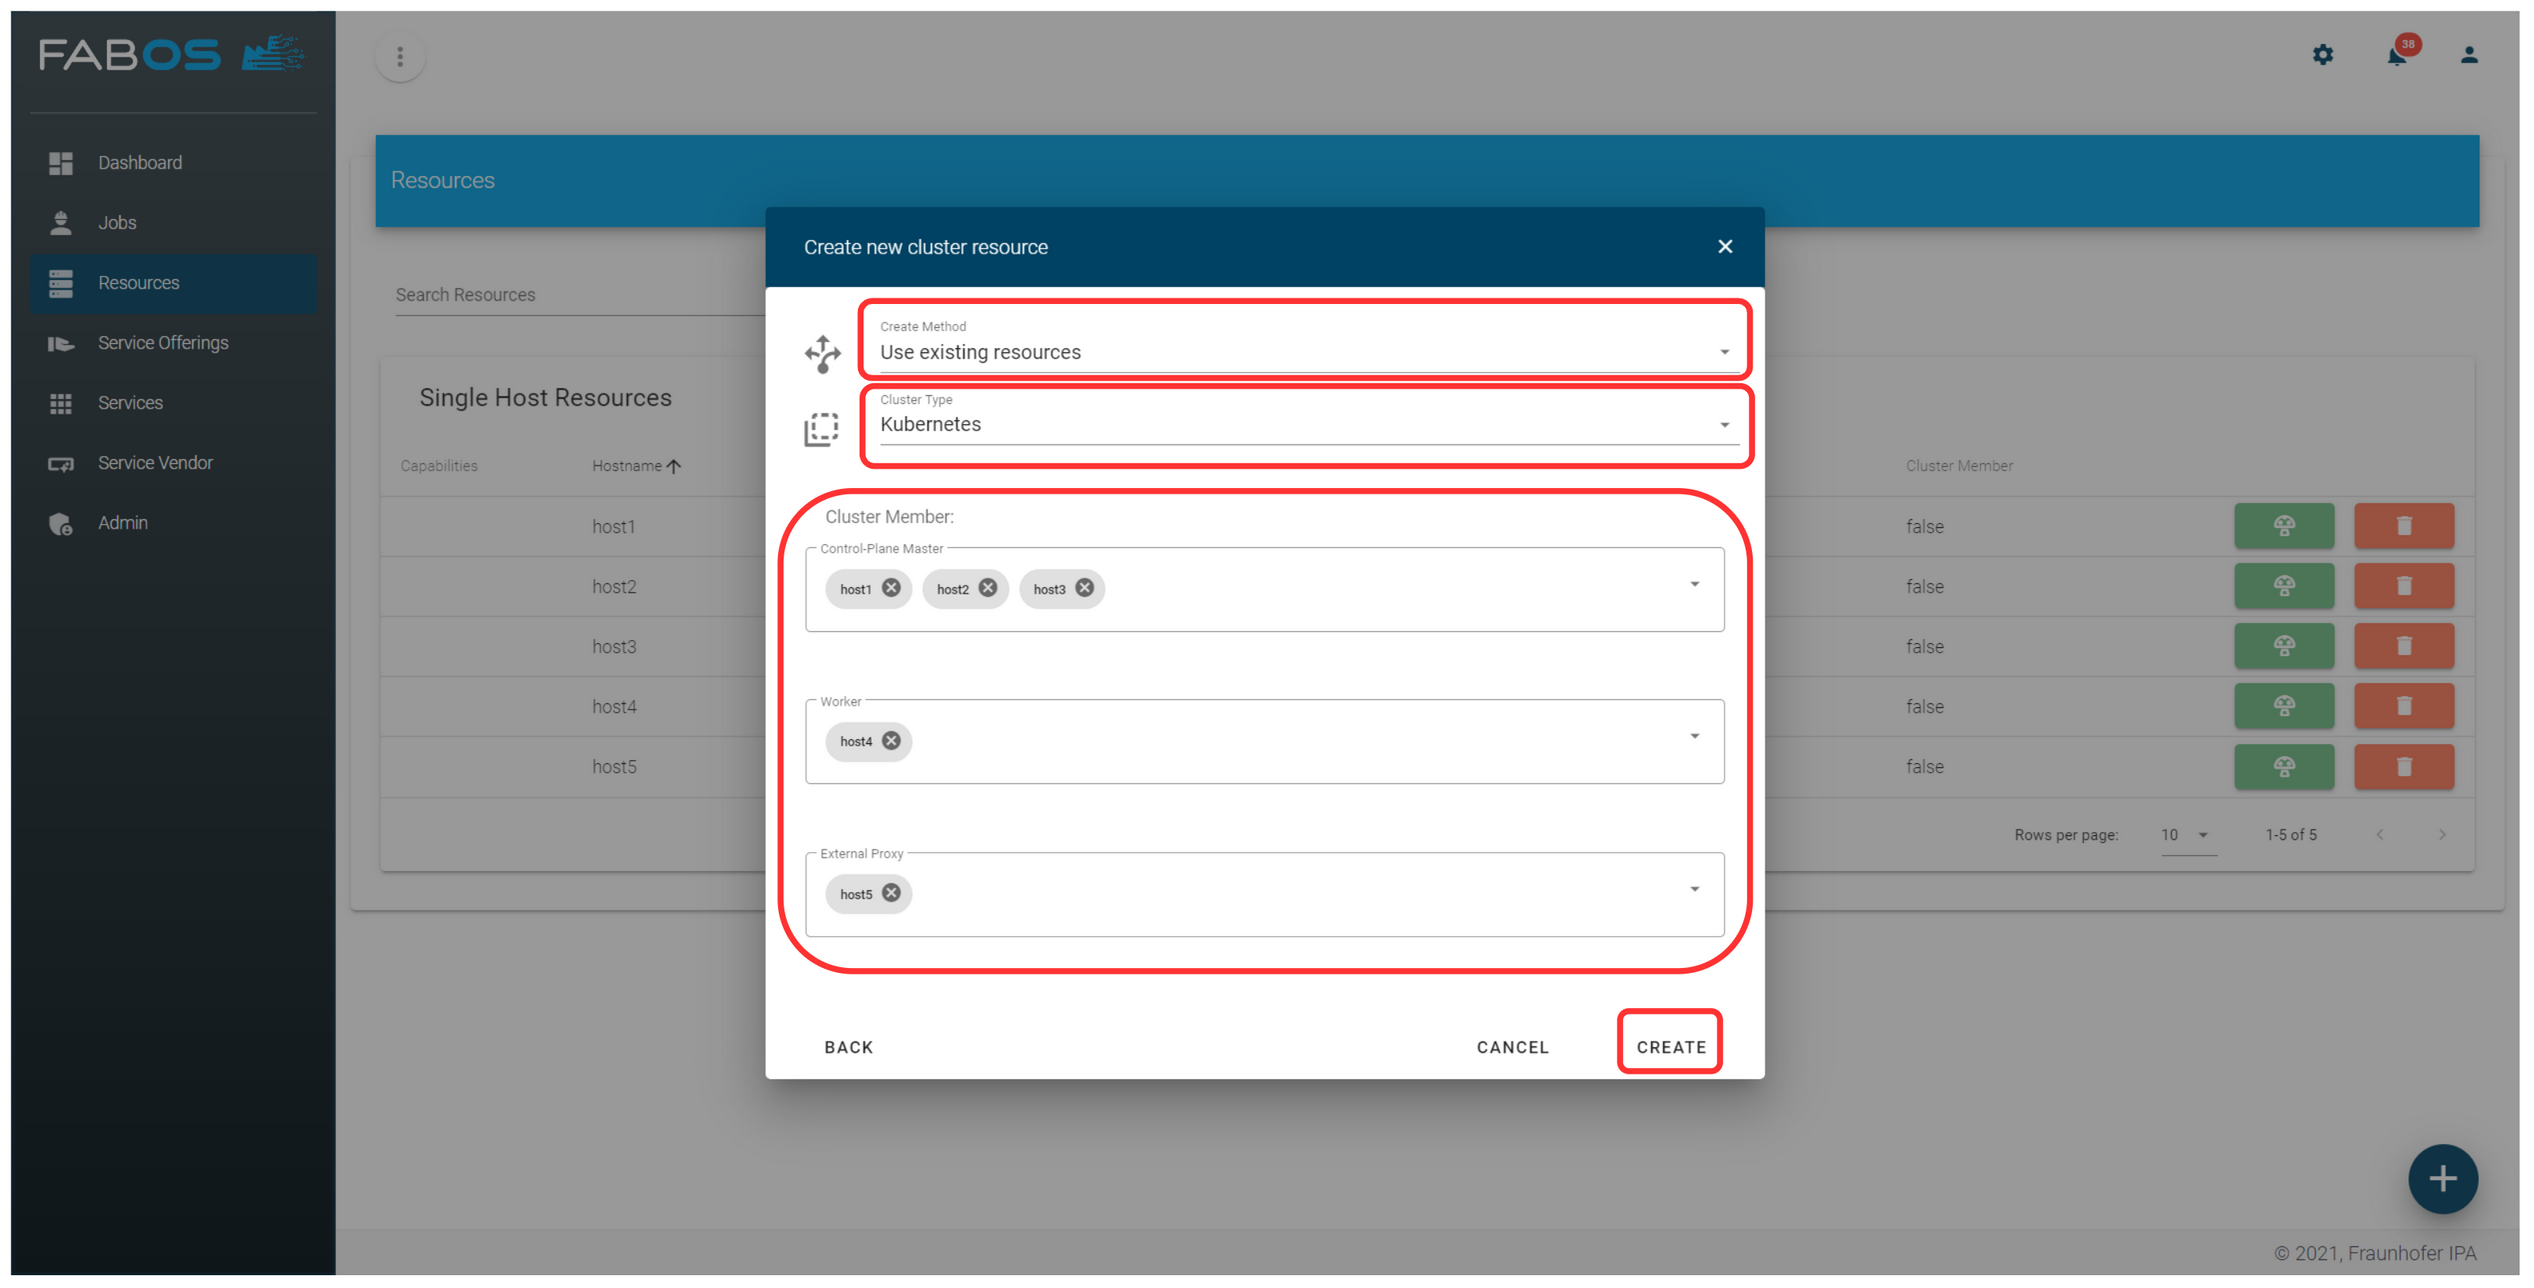 FABOS
38
Dashboard
Jobs
Resources
Service Offerings
Services
Service Vendor
Admin
Resources
Search Resources
Single Host Resources
Capabilities
Hostname
Cluster Member
host1
false
host2
false
host3
false
host4
false
host5
false
Rows per page:
10
1-5 of 5
Create new cluster resource
Create Method
Use existing resources
Cluster Type
Kubernetes
Cluster Member:
Control-Plane Master
host1 host2 host3
Worker
host4
External Proxy
host5
BACK
CANCEL
CREATE
© 2021, Fraunhofer IPA